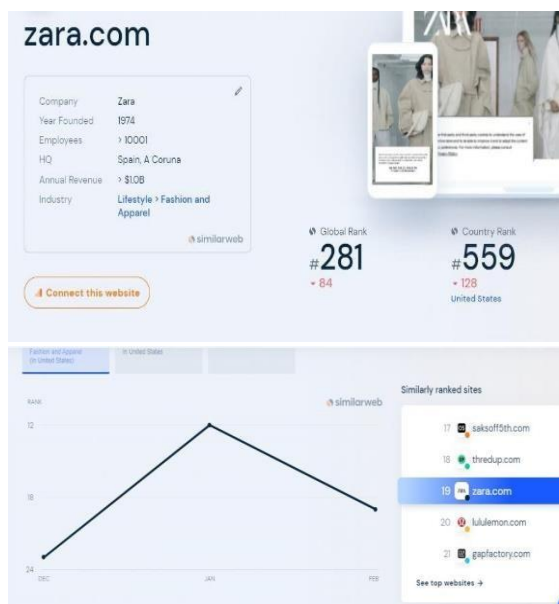 zara.com
ZARA
Company Zara
Year Founded 1974
Employees > 10001
HQ Spain, A Coruna
Annual Revenue > $1.0B
Industry Lifestyle > Fashion and
Apparel
similarweb
Connect this website
Global Rank
#281
84
Country Rank
#559
128
United States
Fashion and Apparel
(in United States)
in United States
RANK
similarweb
12
18
24
DEC JAN FEB
Similarly ranked sites
17 saksoff5th.com
18 thredup.com
19 zara.com
20 lululemon.com
21 gapfactory.com
See top websites →